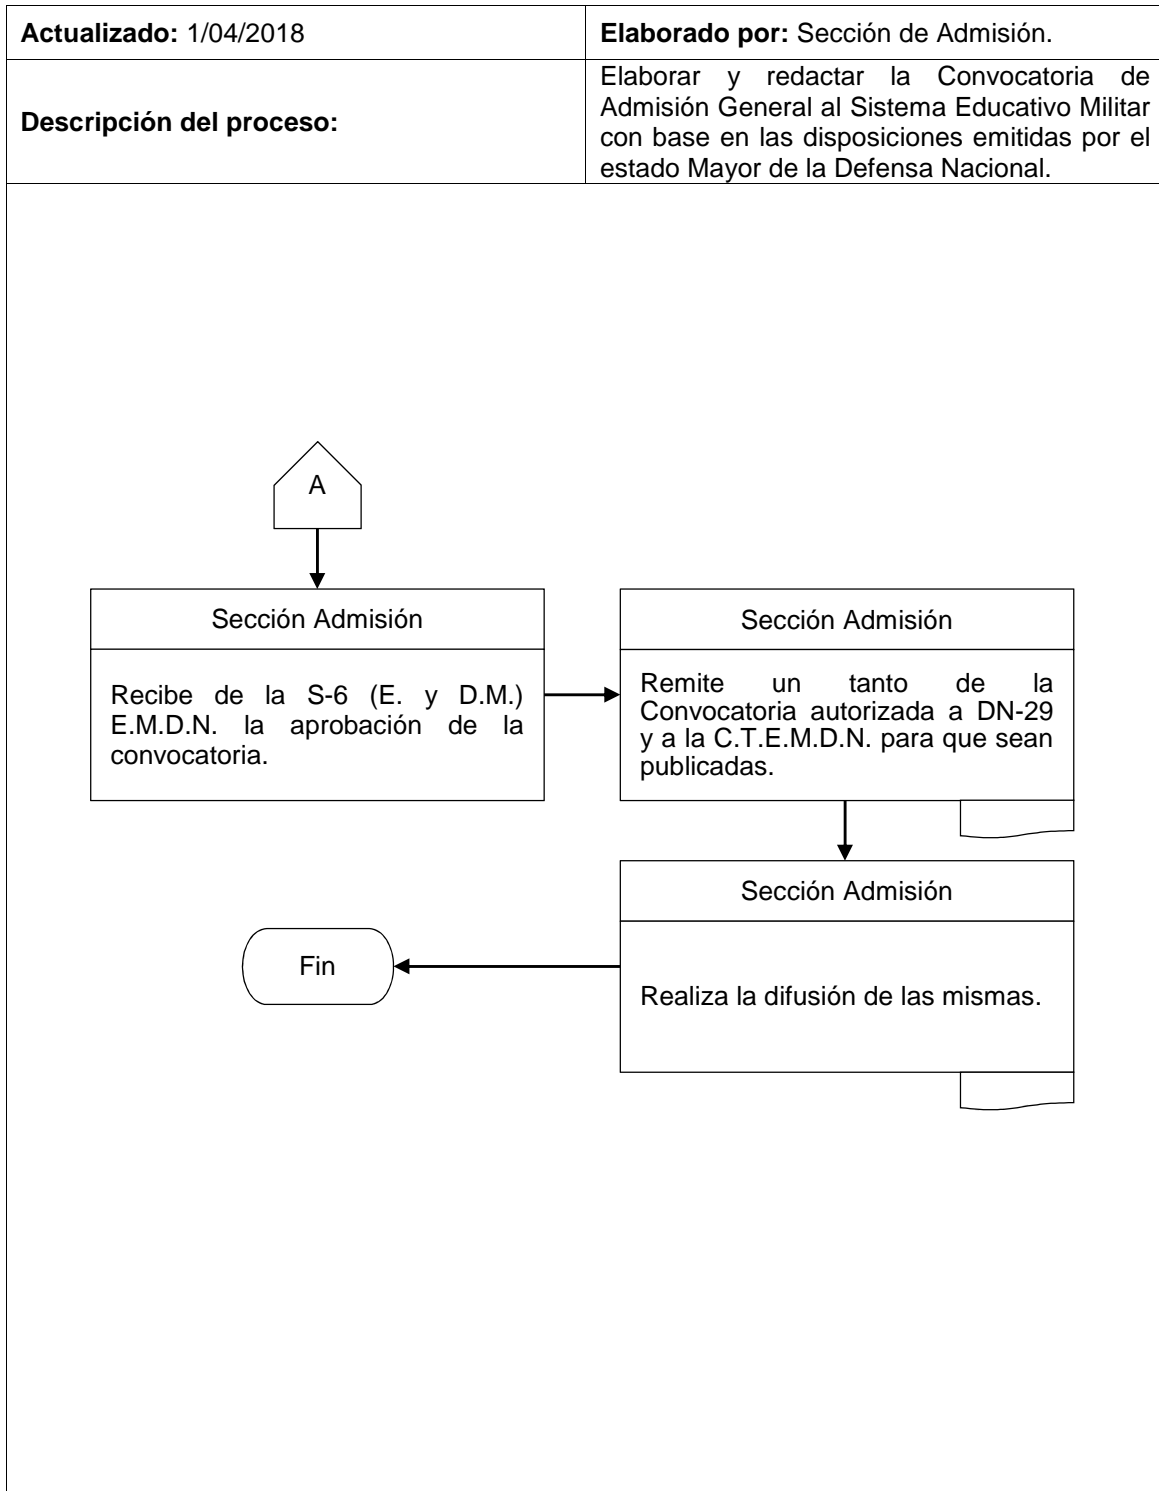 Actualizado: 1/04/2018
Elaborado por: Sección de Admisión.
Descripción del proceso:
Elaborar y redactar la Convocatoria de
Admisión General al Sistema Educativo Militar
con base en las disposiciones emitidas por el
estado Mayor de la Defensa Nacional.
A
Sección Admisión
Recibe de la S-6 (E. y D.M.)
E.M.D.N. la aprobación de la
convocatoria.
Sección Admisión
Remite un tanto de la
Convocatoria autorizada a DN-29
y a la C.T.E.M.D.N. para que sean
publicadas.
Sección Admisión
Realiza la difusión de las mismas.
Fin